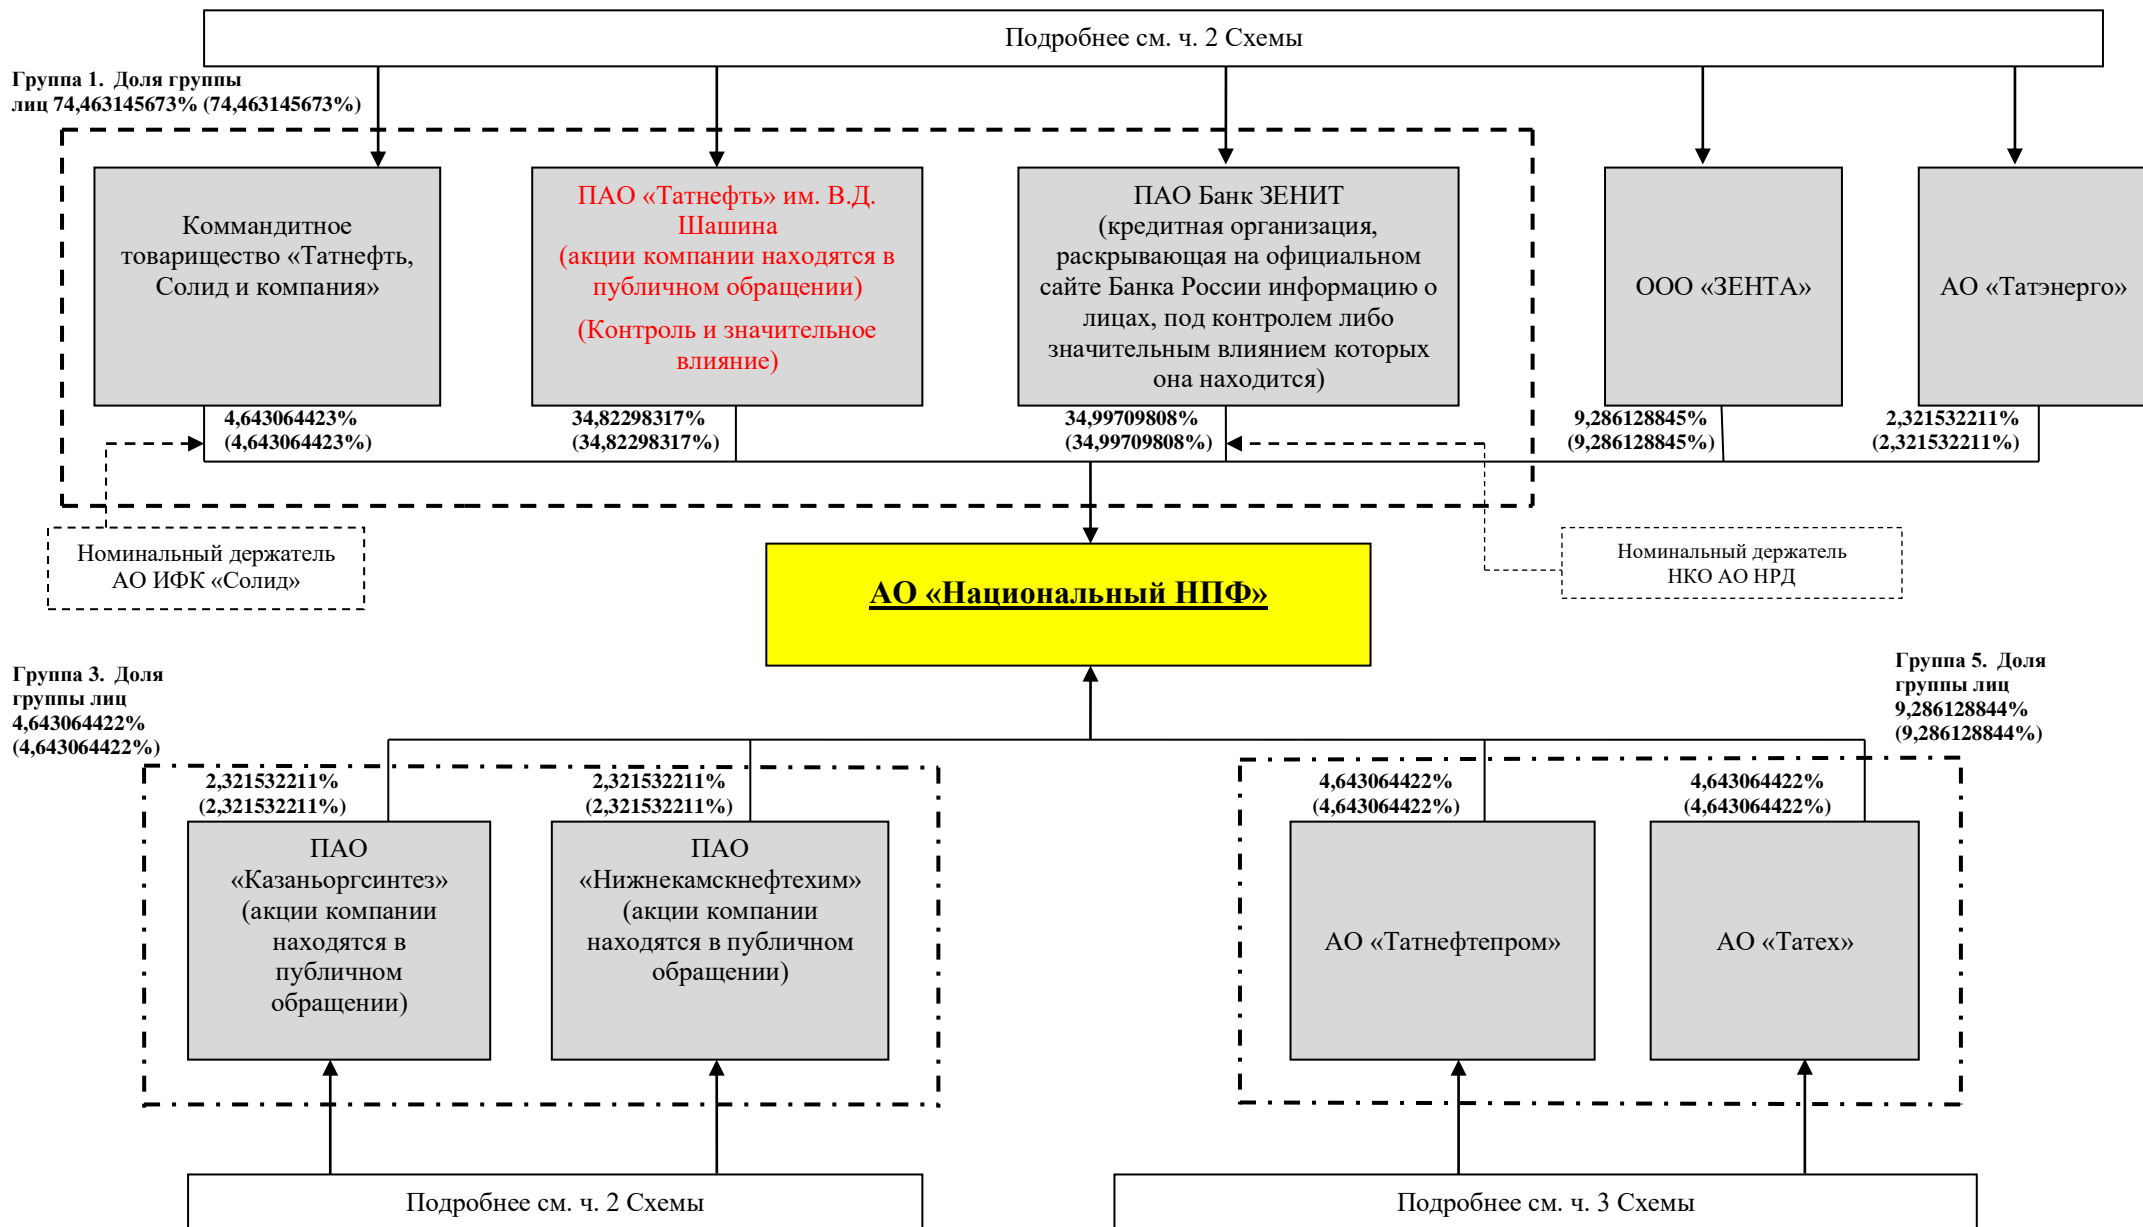 Подробнее см. ч. 2 Схемы
Группа 1.  Доля группы
лиц 74,463145673% (74,463145673%)
Коммандитное
товарищество «Татнефть,
Солид и компания»
ПАО «Татнефть» им. В.Д.
Шашина
(акции компании находятся в
публичном обращении)
(Контроль и значительное
влияние)
ПАО Банк ЗЕНИТ
(кредитная организация,
раскрывающая на официальном
сайте Банка России информацию о
лицах, под контролем либо
значительным влиянием которых
она находится)
ООО «ЗЕНТА»
АО «Татэнерго»
4,643064423%
(4,643064423%)
34,82298317%
(34,82298317%)
34,99709808%
(34,99709808%)
9,286128845%
(9,286128845%)
2,321532211%
(2,321532211%)
Номинальный держатель
АО ИФК «Солид»
АО «Национальный НПФ»
Номинальный держатель
НКО АО НРД
Группа 3.  Доля
группы лиц
4,643064422%
(4,643064422%)
Группа 5.  Доля
группы лиц
9,286128844%
(9,286128844%)
2,321532211%
(2,321532211%)
2,321532211%
(2,321532211%)
4,643064422%
(4,643064422%)
4,643064422%
(4,643064422%)
ПАО
«Казаньоргсинтез»
(акции компании
находятся в
публичном
обращении)
ПАО
«Нижнекамскнефтехим»
(акции компании
находятся в публичном
обращении)
АО «Татнефтепром»
АО «Татех»
Подробнее см. ч. 2 Схемы
Подробнее см. ч. 3 Схемы